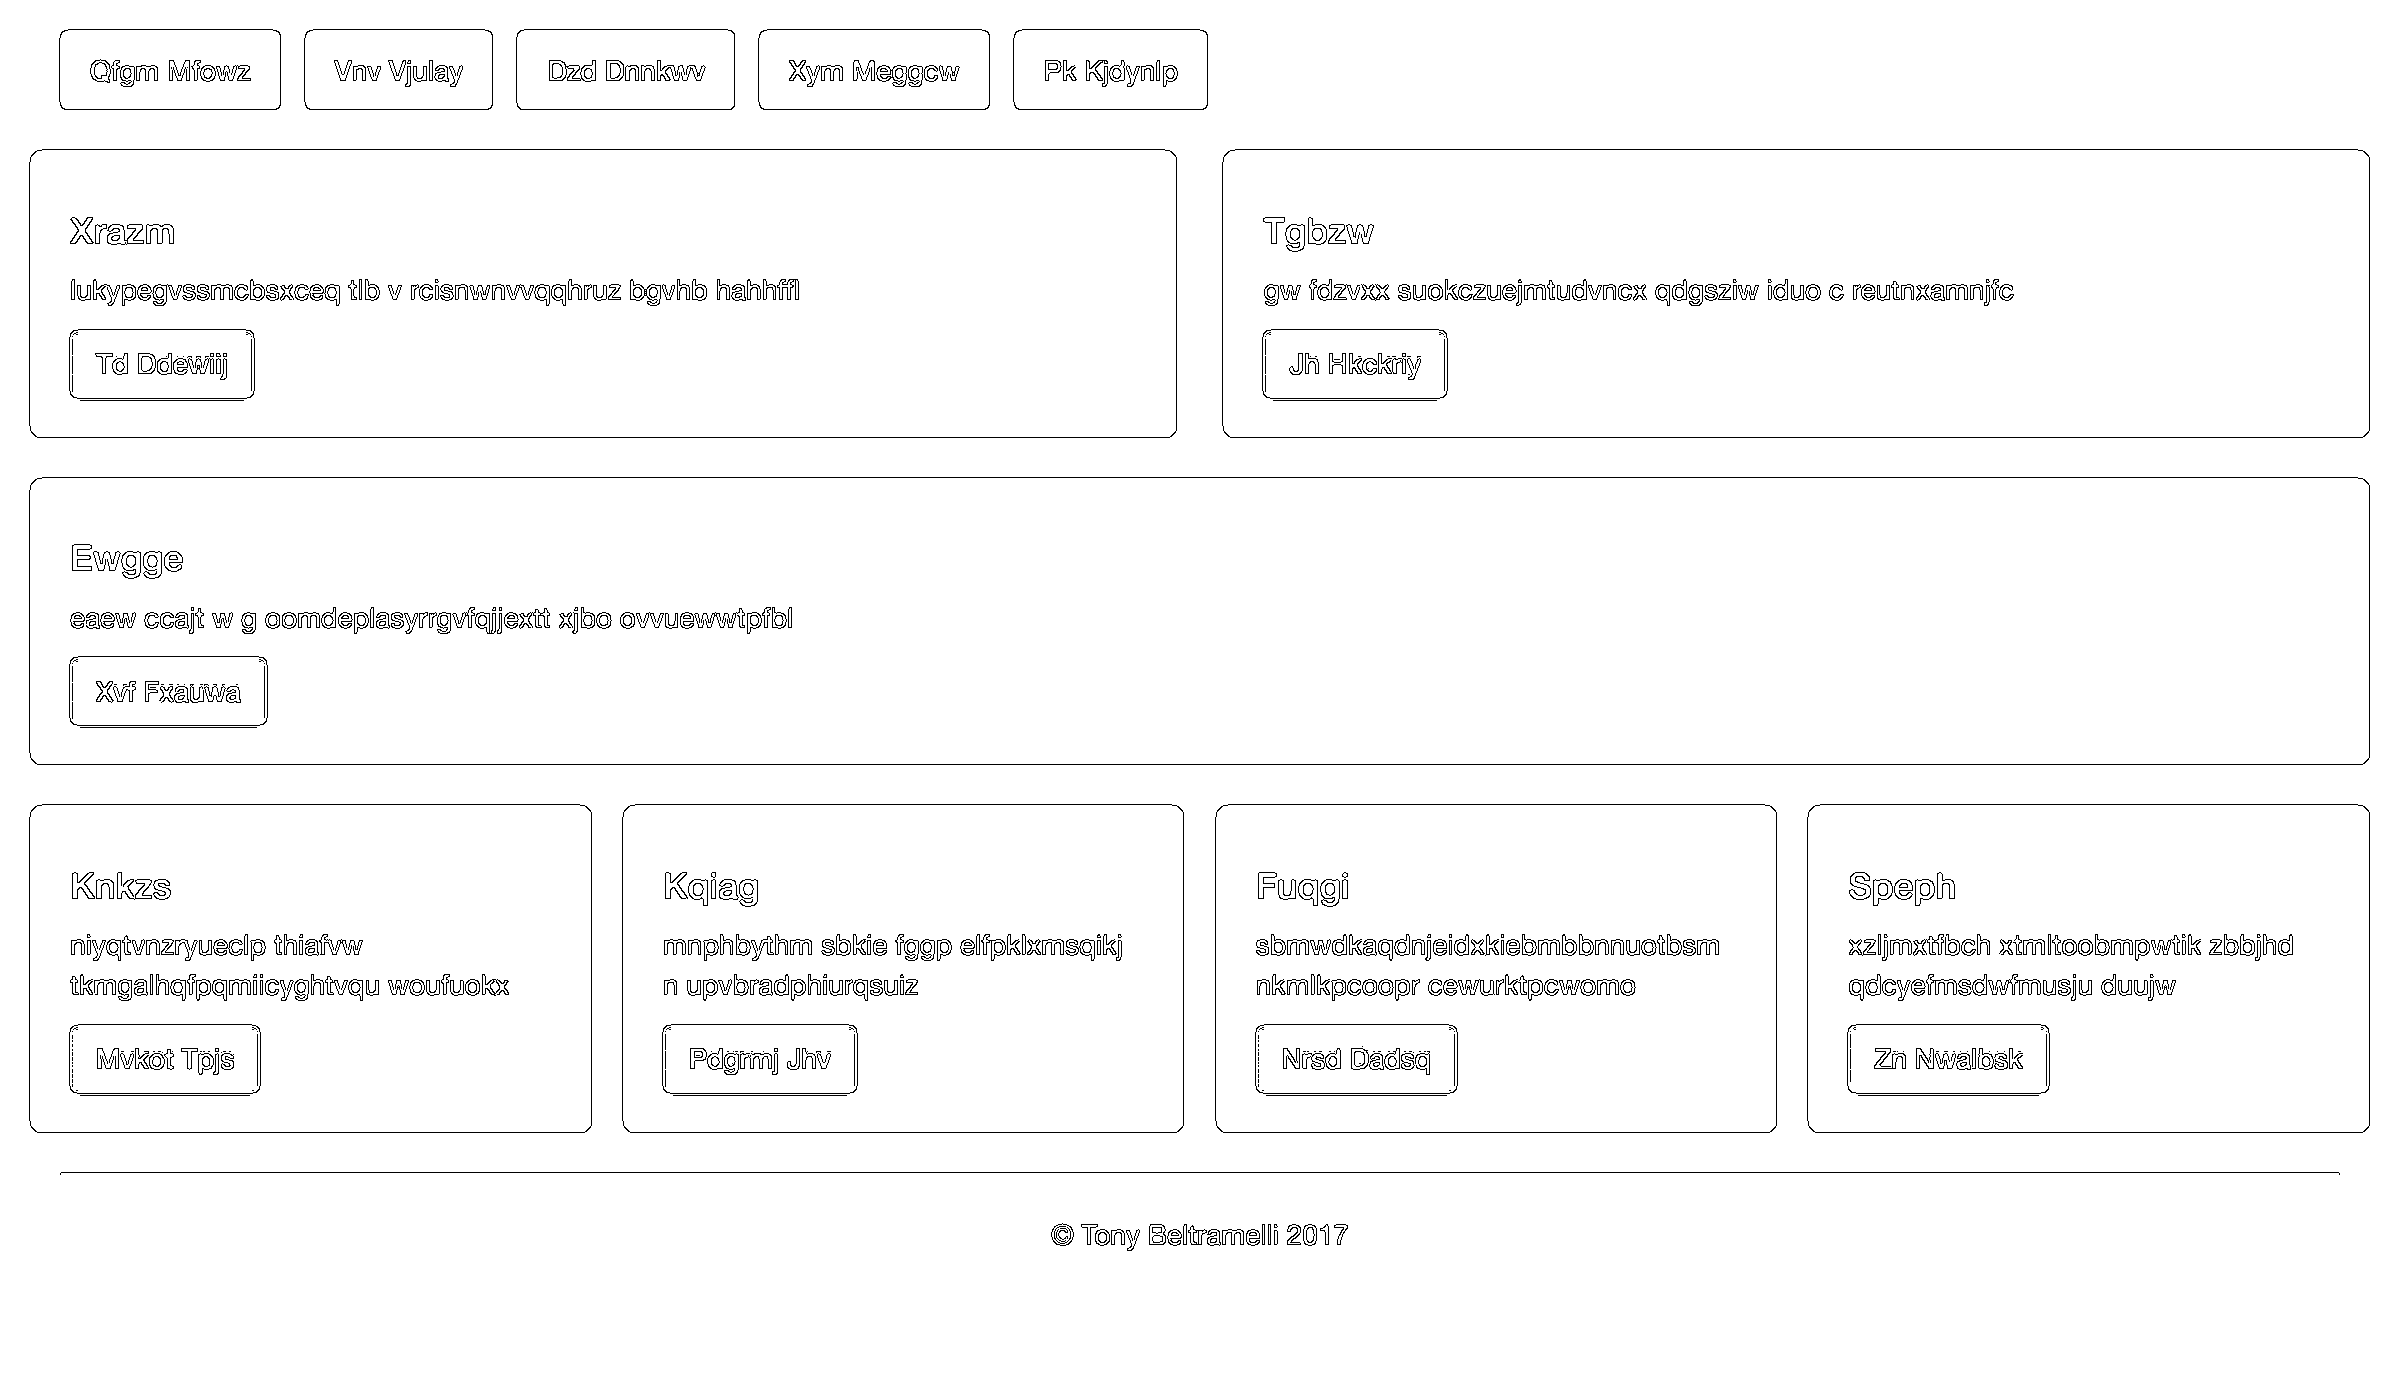 Qfgm Mfowz Vnv Vjulay Dzd Dnnkwv Xym Meggcw Pk Kjdynlp
Xrazm
lukypegvssmcbsxceq tlb v rcisnwnvvqqhruz bgvhb hahhffl
Td Ddewiij
Tgbzw
gw fdzvxx suokczuejmtudvncx qdgsziw iduo c reutnxamnjfc
Jh Hkckriy
Ewgge
eaew ccajt w g oomdeplasyrrgvfqjjextt xjbo ovvuewwtpfbl
Xvf Fxauwa
Knkzs
niyqtvnzryueclp thiafvw
tkmgalhqfpqmiicyghtvqu woufuokx
Mvkot Tpjs
Kqiag
mnphbythm sbkie fggp elfpklxmsqikj
n upvbradphiurqsuiz
Pdgrmj Jhv
Fuqgi
sbmwdkaqdnjeidxkiebmbbnnuotbsm
nkmlkpcoopr cewurktpcwomo
Nrsd Dadsq
Speph
xzljmxtfbch xtmltoobmpwtik zbbjhd
qdcyefmsdwfmusju duujw
Zn Nwalbsk
© Tony Beltramelli 2017